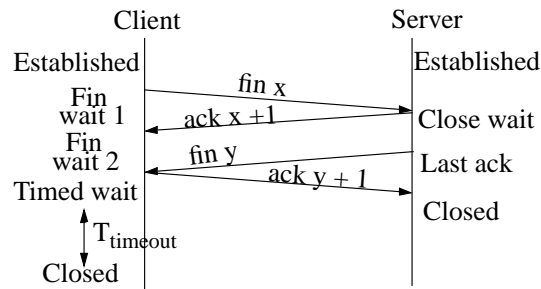 Client
Server
Established
Established
fin x
Fin
wait 1
ack x +1
Close wait
Fin
wait 2
fin y
Last ack
Timed wait
ack y + 1
Closed
Ttimeout
Closed